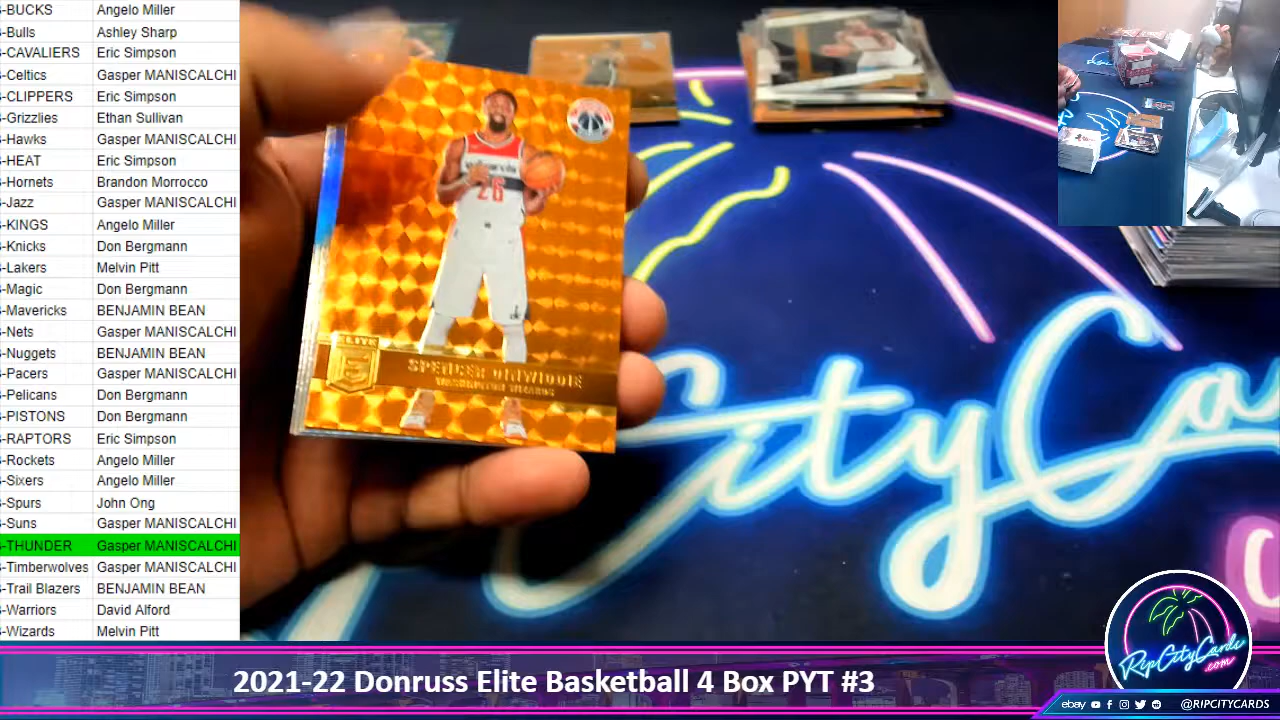 -BUCKS Angelo Miller
-Bulls Ashley Sharp
-CAVALIERS Eric Simpson
-Celtics Gasper MANISCALCHI
-CLIPPERS Eric Simpson
-Grizzlies Ethan Sullivan
-Hawks Gasper MANISCALCHI
-HEAT Eric Simpson
-Hornets Brandon Morrocco
-Jazz Gasper MANISCALCHI
-KINGS Angelo Miller
-Knicks Don Bergmann
-Lakers Melvin Pitt
-Magic Don Bergmann
-Mavericks BENJAMIN BEAN
-Nets Gasper MANISCALCHI
-Nuggets BENJAMIN BEAN
-Pacers Gasper MANISCALCHI
-Pelicans Don Bergmann
-PISTONS Don Bergmann
-RAPTORS Eric Simpson
-Rockets Angelo Miller
-Sixers Angelo Miller
-Spurs John Ong
-Suns Gasper MANISCALCHI
-THUNDER Gasper MANISCALCHI
-Timberwolves Gasper MANISCALCHI
-Trail Blazers BENJAMIN BEAN
-Warriors David Alford
-Wizards Melvin Pitt
26
ELITE
SPENCER DINWIDDIE
WASHINGTON WIZARDS
ityCa
RipCityCards
.com
2021-22 Donruss Elite Basketball 4 Box PYT #3
ebay @RIPCITYCARDS